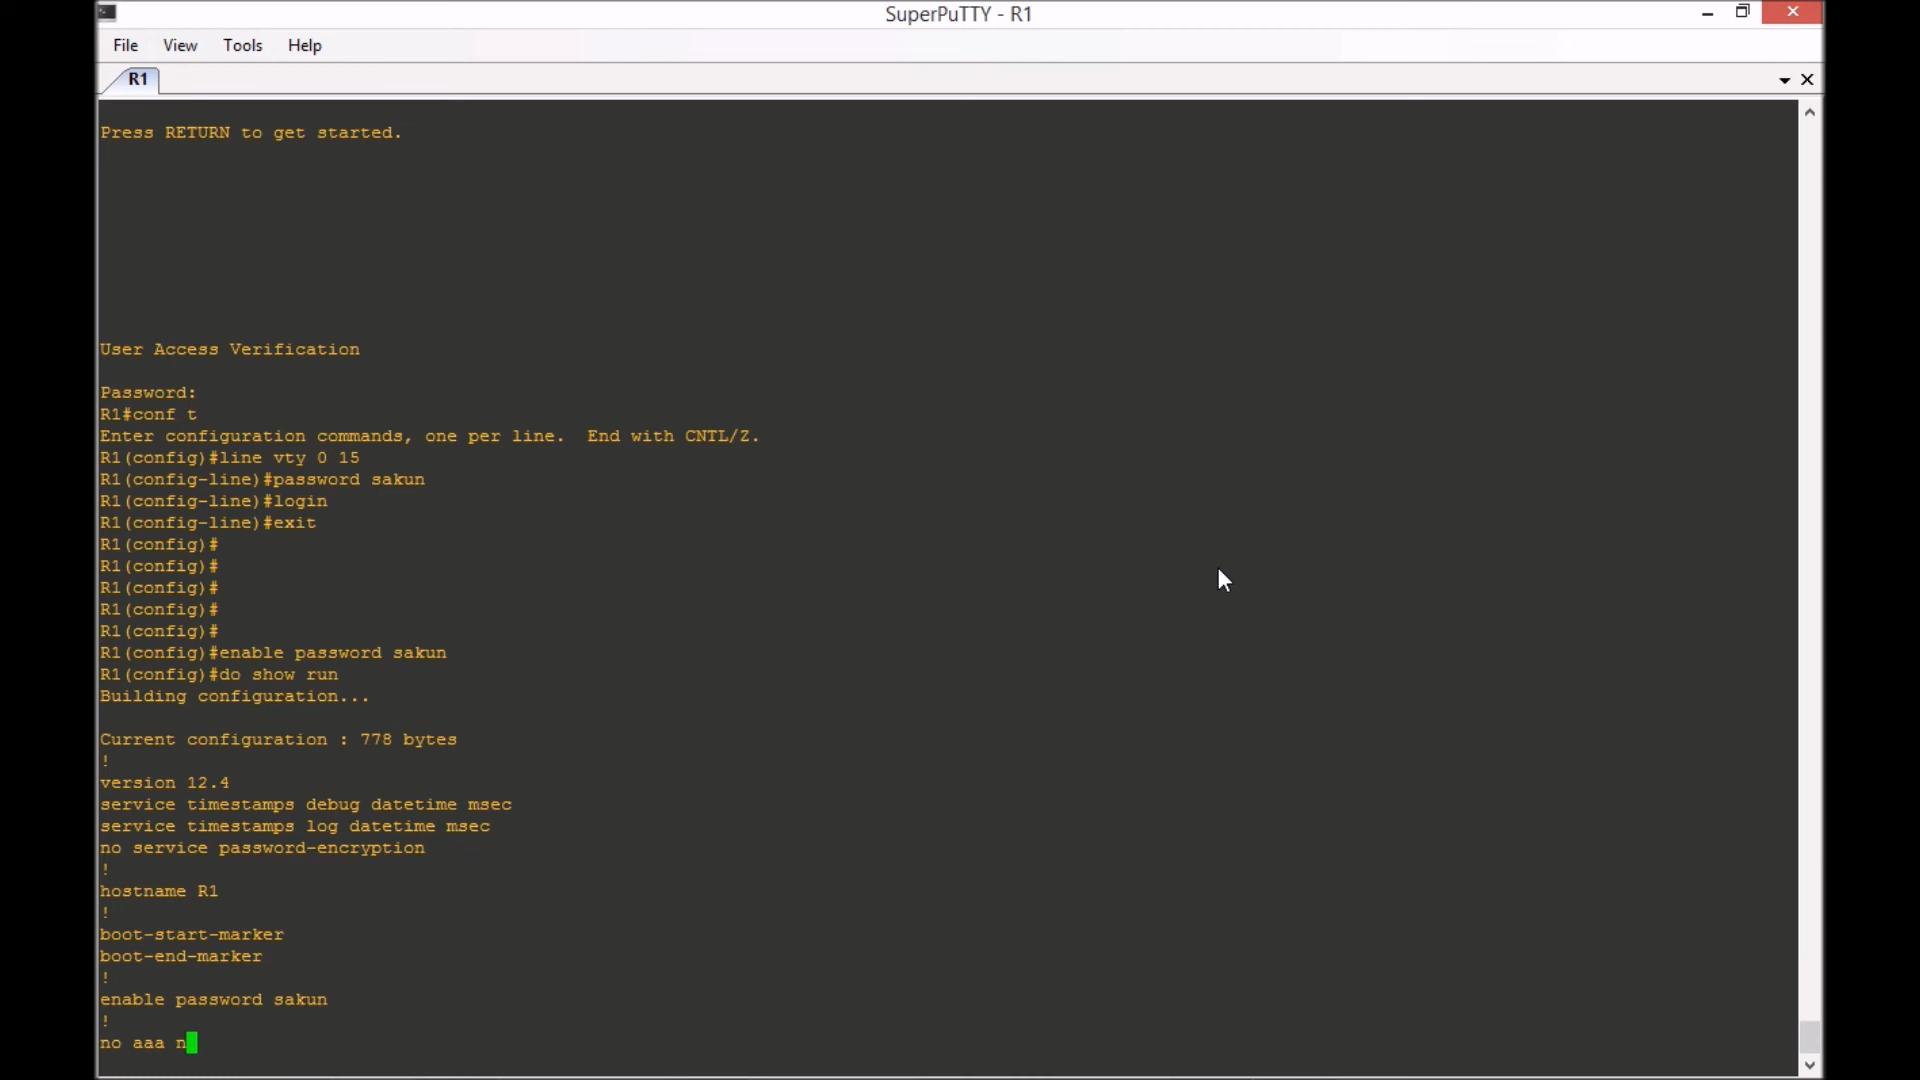 SuperPuTTY - R1
File View Tools Help
R1
Press RETURN to get started.
User Access Verification
Password:
R1#conf t
Enter configuration commands, one per line.  End with CNTL/Z.
R1(config)#line vty 0 15
R1(config-line)#password sakun
R1(config-line)#login
R1(config-line)#exit
R1(config)#
R1(config)#
R1(config)#
R1(config)#
R1(config)#
R1(config)#enable password sakun
R1(config)#do show run
Building configuration...
Current configuration : 778 bytes
!
version 12.4
service timestamps debug datetime msec
service timestamps log datetime msec
no service password-encryption
!
hostname R1
!
boot-start-marker
boot-end-marker
!
enable password sakun
!
no aaa n